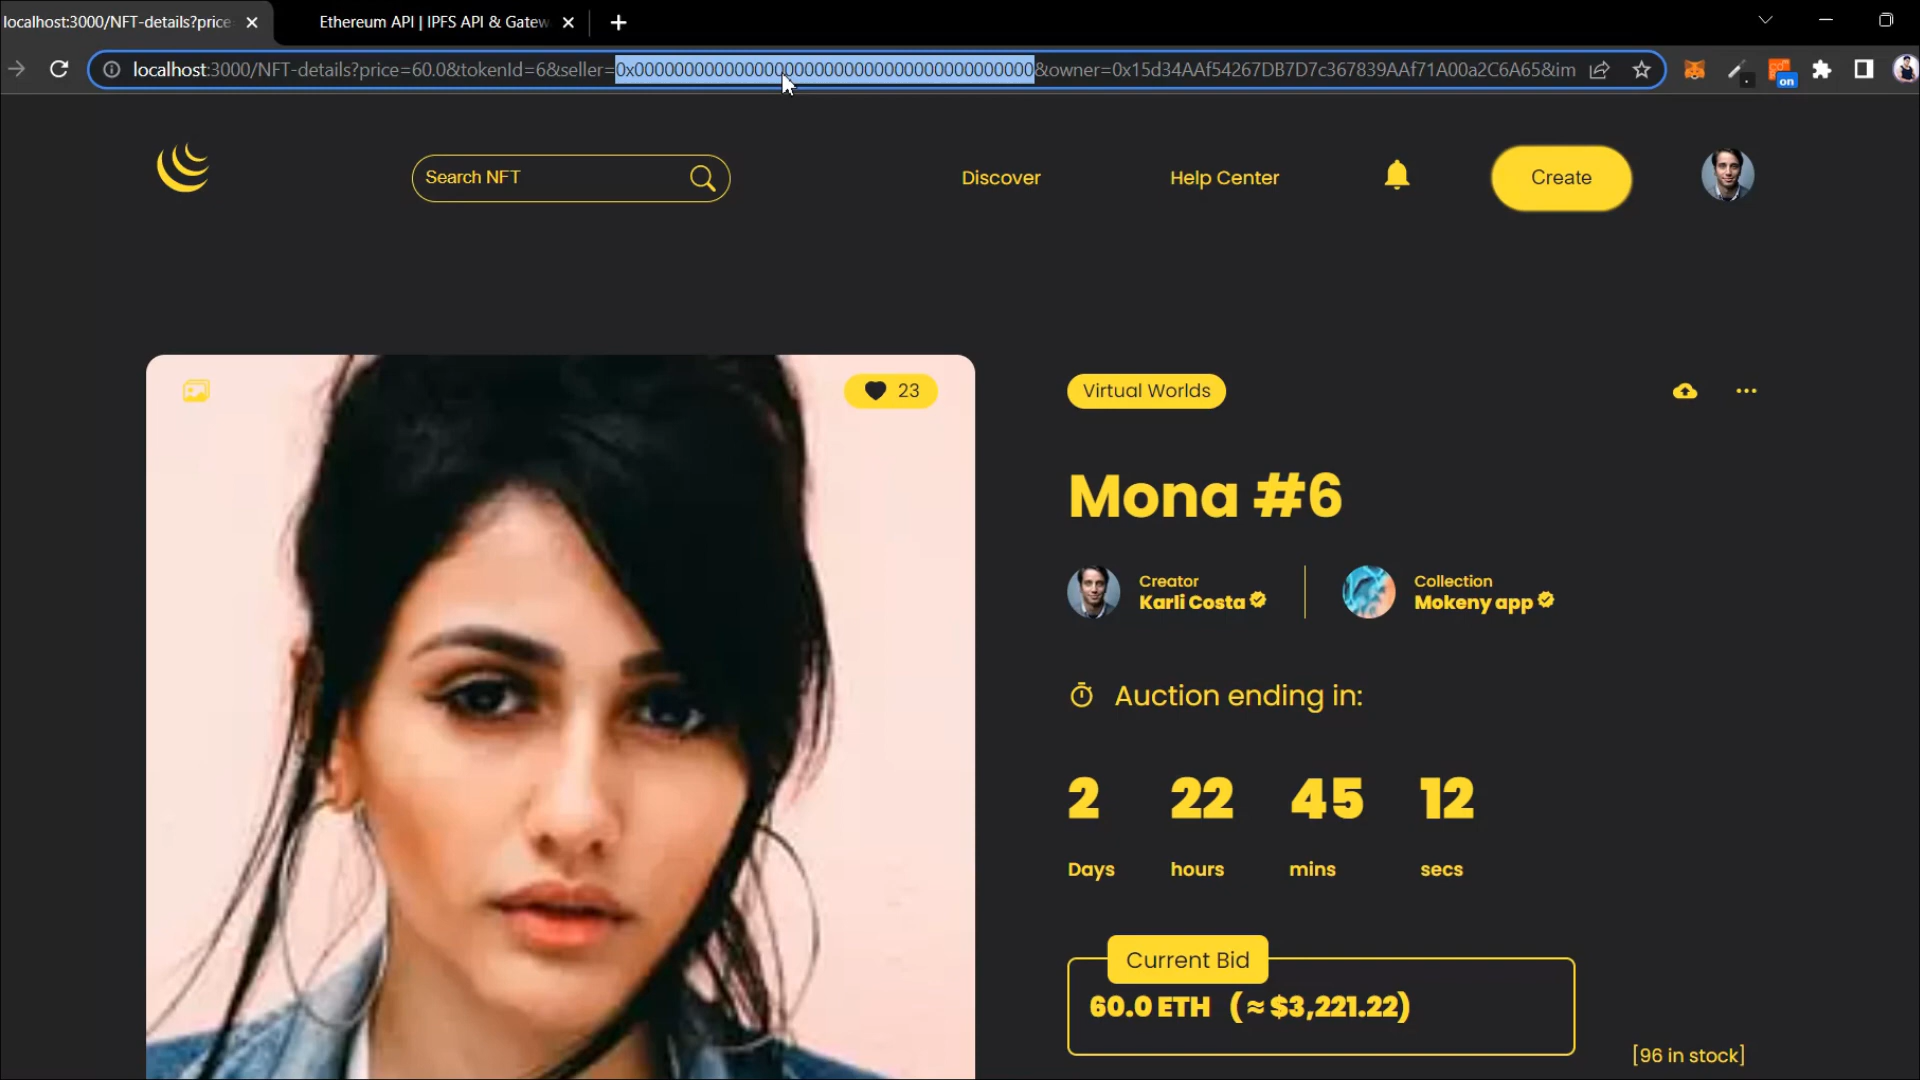 localhost:3000/NFT-details?price
Ethereum API | IPFS API & Gatew
localhost:3000/NFT-details?price=60.0&tokenId=6&seller=0x0000000000000000000000000000000000000000&owner=0x15d34AAf54267DB7D7c367839AAf71A00a2C6A65&im
on
Search NFT
Discover
Help Center
Create
23
Virtual Worlds
Mona #6
Creator
Karli Costa
Collection
Mokeny app
Auction ending in:
2 22 45 12
Days hours mins secs
Current Bid
60.0 ETH (≈ $3,221.22)
[96 in stock]